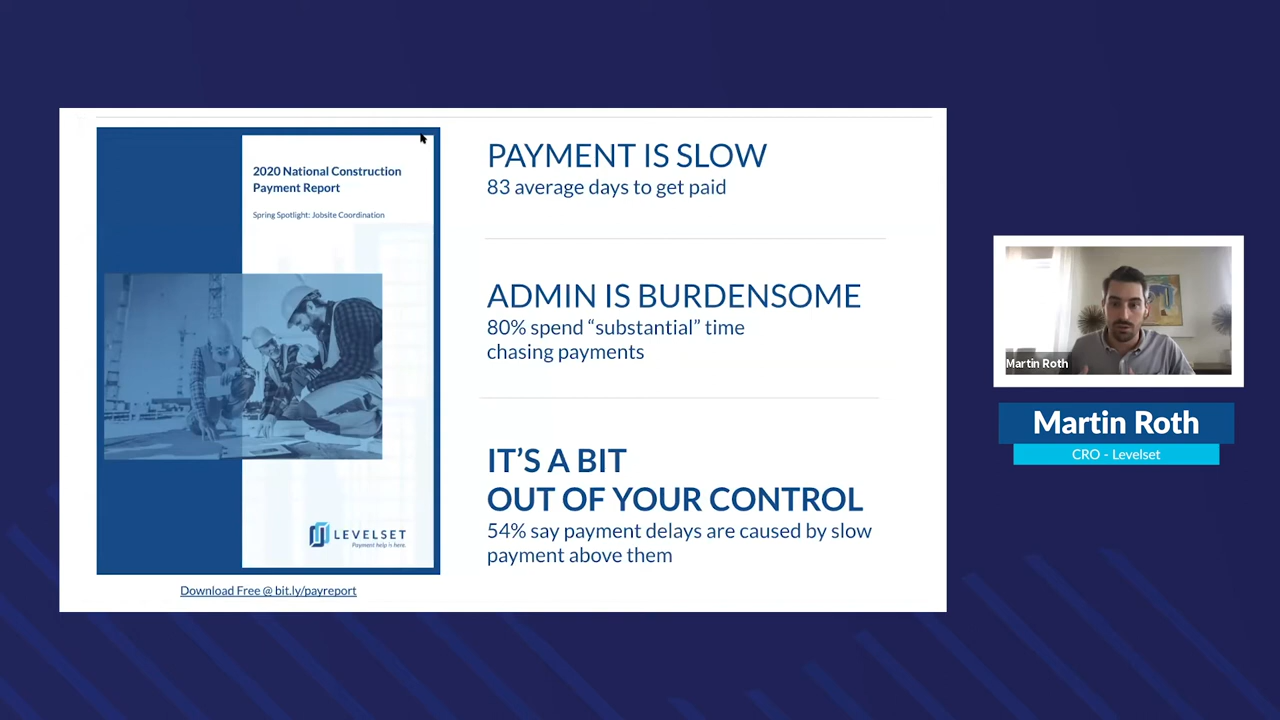 2020 National Construction
Payment Report
Spring Spotlight: Jobsite Coordination
LEVELSET
Payment help is here.
Download Free @ bit.ly/payreport
PAYMENT IS SLOW
83 average days to get paid
ADMIN IS BURDENSOME
80% spend “substantial” time
chasing payments
IT’S A BIT
OUT OF YOUR CONTROL
54% say payment delays are caused by slow
payment above them
Martin Roth
Martin Roth
CRO - Levelset